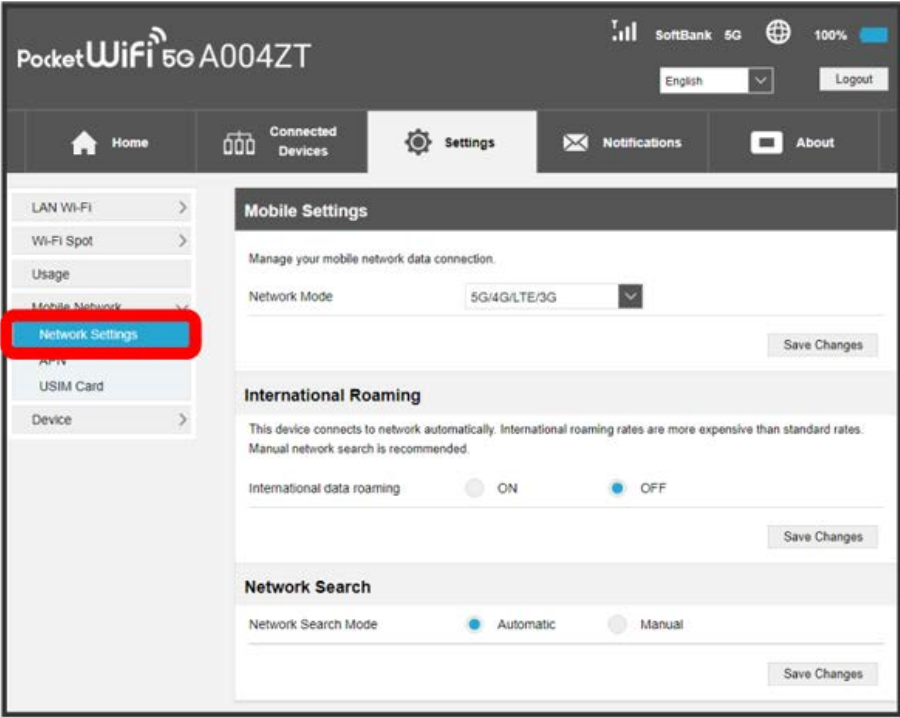 SoftBank 5G 100%
PocketWiFi 5G A004ZT
English
Logout
Home
Connected
Devices
Settings
Notifications
About
LAN Wi-Fi
Wi-Fi Spot
Usage
Mobile Network
Network Settings
APN
USIM Card
Device
Mobile Settings
Manage your mobile network data connection.
Network Mode 5G/4G/LTE/3G
Save Changes
International Roaming
This device connects to network automatically. International roaming rates are more expensive than standard rates.
Manual network search is recommended.
International data roaming ON OFF
Save Changes
Network Search
Network Search Mode Automatic Manual
Save Changes